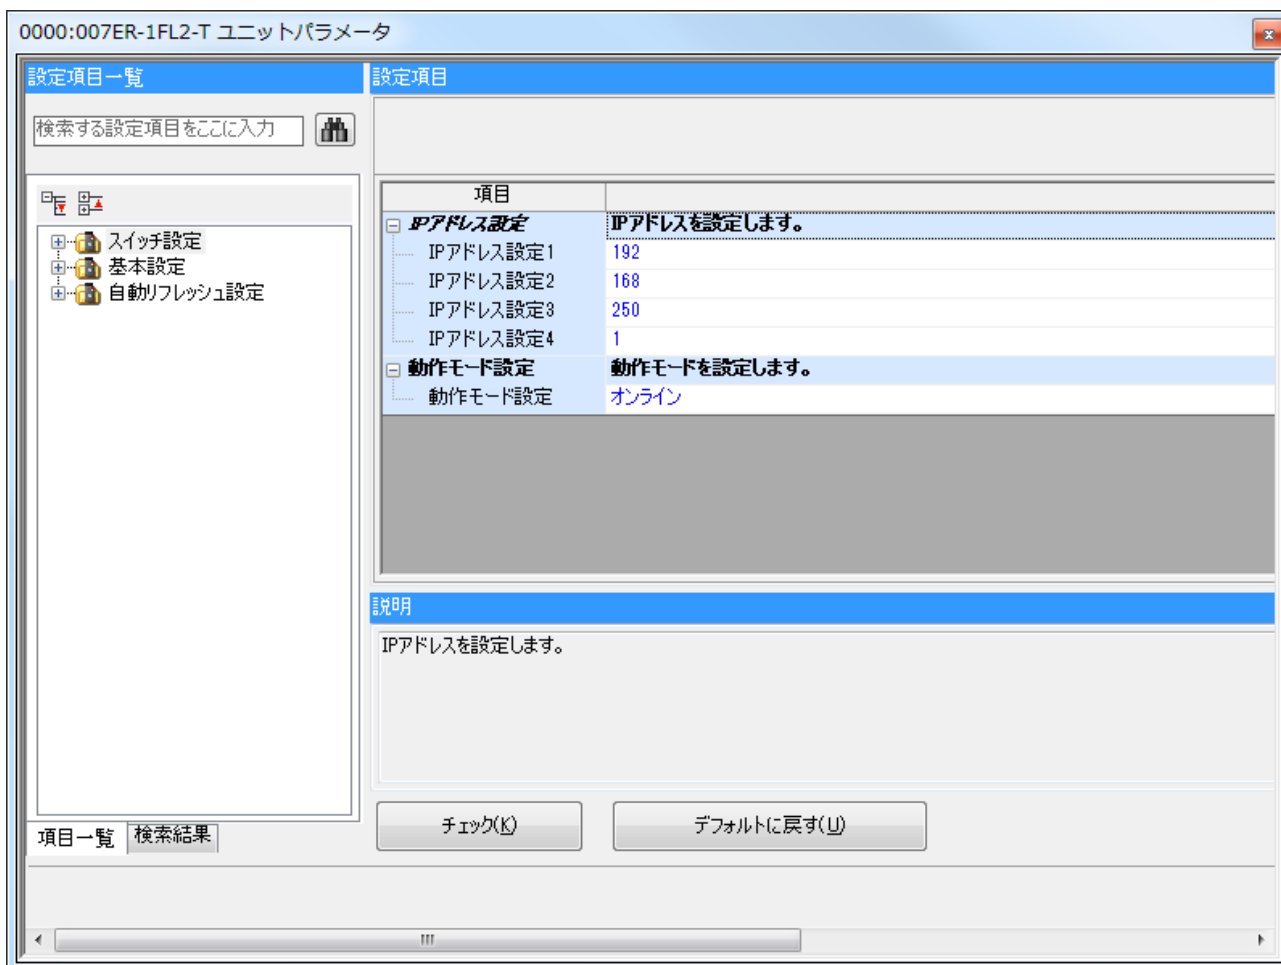 0000:007ER-1FL2-T ユニットパラメータ
設定項目一覧
検索する設定項目をここに入力
スイッチ設定
基本設定
自動リフレッシュ設定
項目一覧 検索結果
設定項目
項目
IPアドレス設定 IPアドレスを設定します。
IPアドレス設定1 192
IPアドレス設定2 168
IPアドレス設定3 250
IPアドレス設定4 1
動作モード設定 動作モードを設定します。
動作モード設定 オンライン
説明
IPアドレスを設定します。
チェック(K) デフォルトに戻す(U)